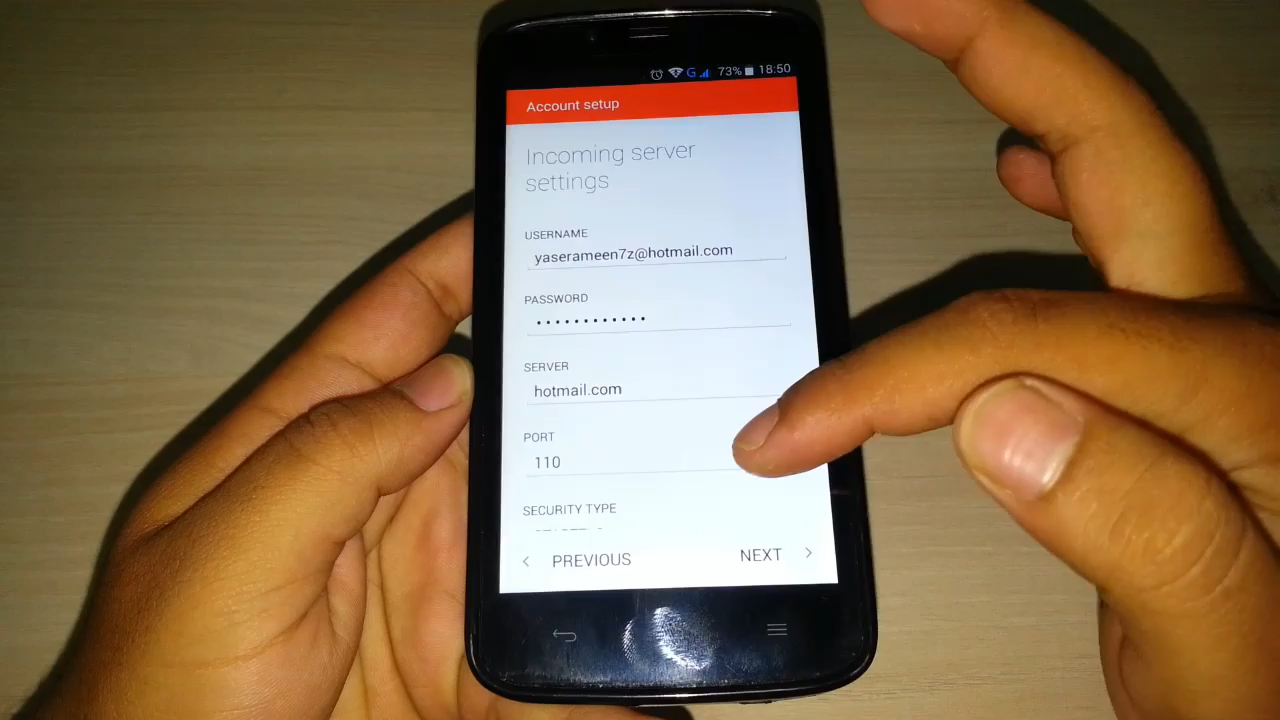 G 73% 18:50
Account setup
Incoming server
settings
USERNAME
yaserameen7z@hotmail.com
PASSWORD
SERVER
hotmail.com
PORT
110
SECURITY TYPE
PREVIOUS NEXT